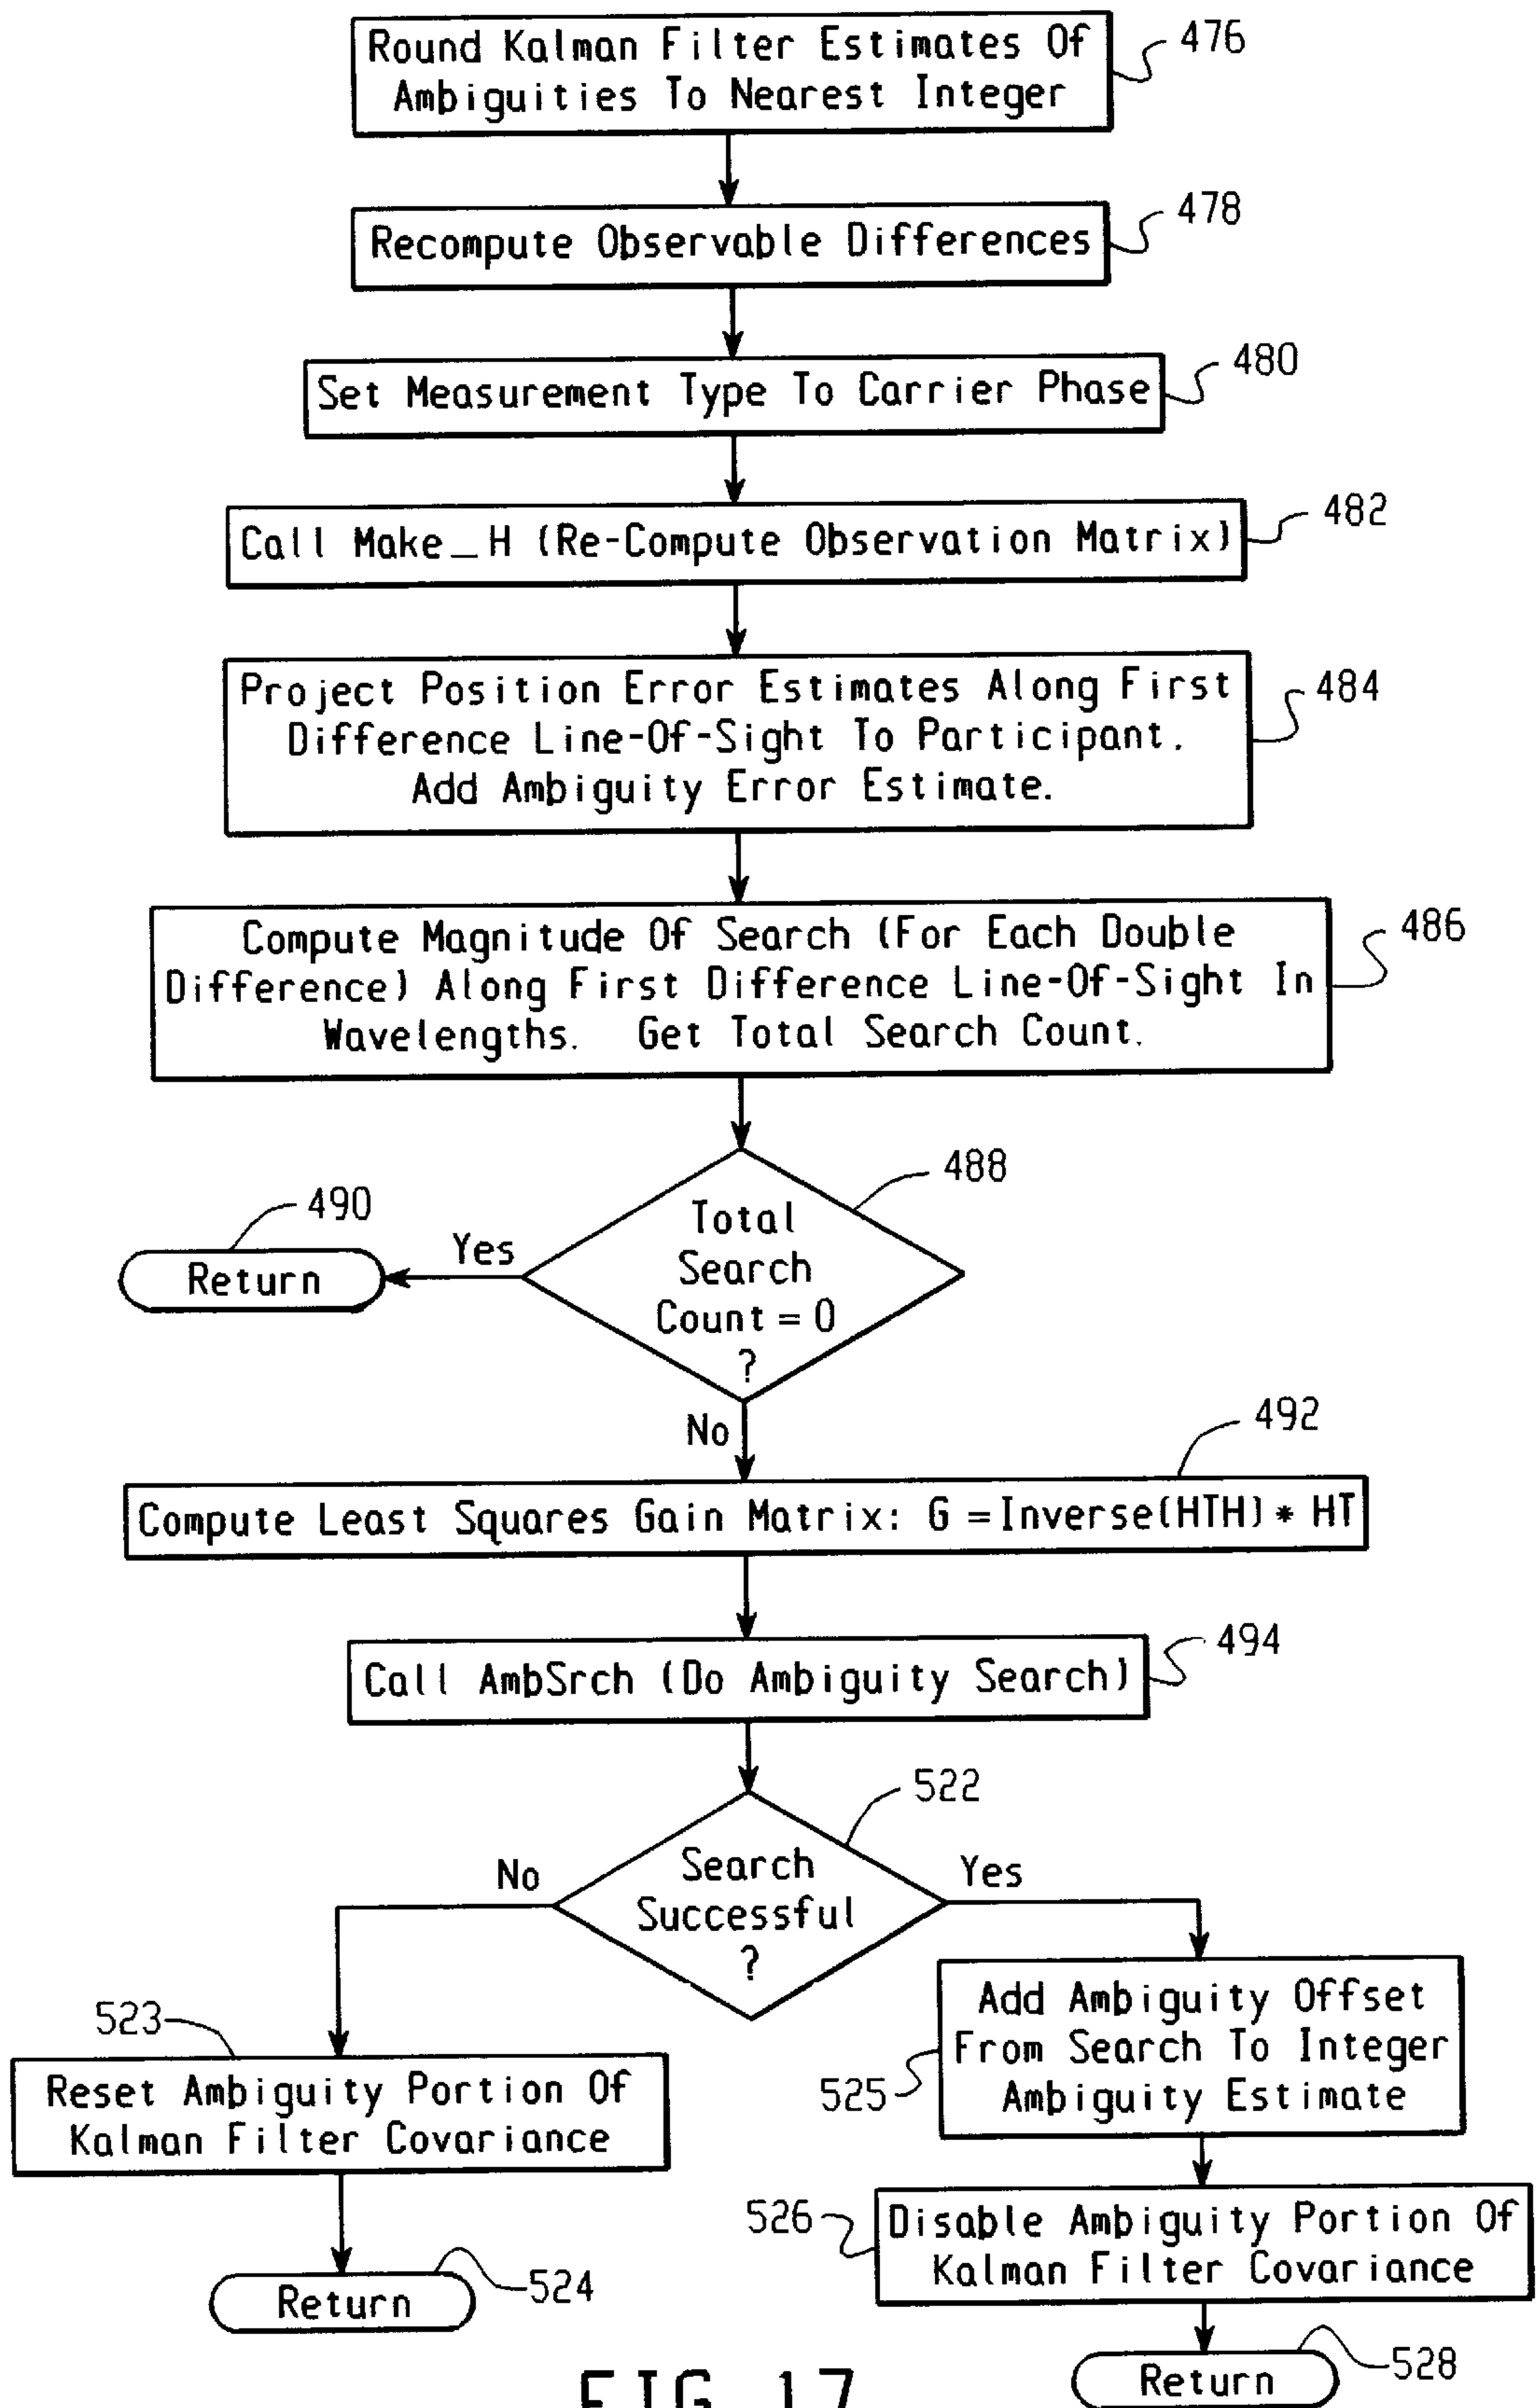 Round Kalman Filter Estimates Of
Ambiguities To Nearest Integer
476
Recompute Observable Differences
478
Set Measurement Type To Carrier Phase
480
Call Make_H (Re-Compute Observation Matrix)
482
Project Position Error Estimates Along First
Difference Line-Of-Sight To Participant.
Add Ambiguity Error Estimate.
484
Compute Magnitude Of Search (For Each Double
Difference) Along First Difference Line-Of-Sight In
Wavelengths. Get Total Search Count.
486
Total
Search
Count = 0
?
488
Yes
490
Return
No
492
Compute Least Squares Gain Matrix: G = Inverse(HTH) * HT
Call AmbSrch (Do Ambiguity Search)
494
Search
Successful
?
522
No
Yes
523
Reset Ambiguity Portion Of
Kalman Filter Covariance
Return
524
Add Ambiguity Offset
From Search To Integer
Ambiguity Estimate
525
Disable Ambiguity Portion Of
Kalman Filter Covariance
526
Return
528
FIG. 17